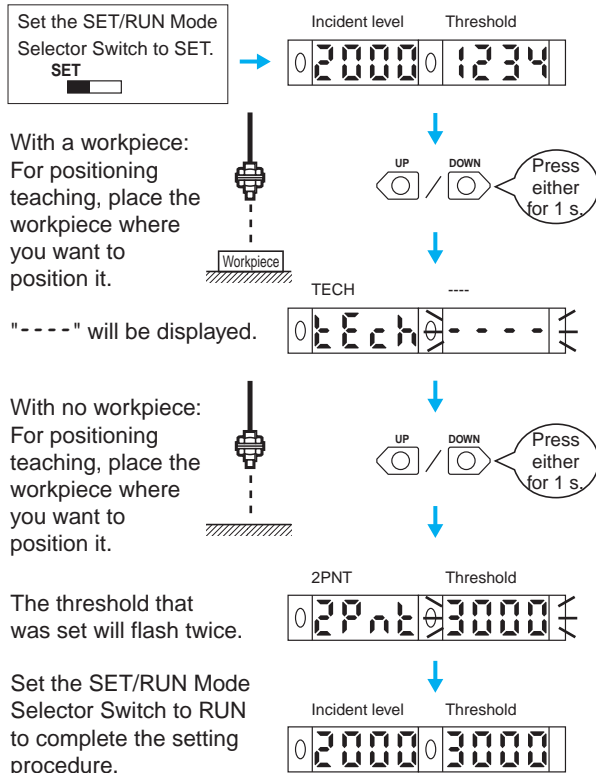 Set the SET/RUN Mode
Selector Switch to SET.
SET
Incident level Threshold
2000 1234
With a workpiece:
For positioning
teaching, place the
workpiece where
you want to
position it.
Workpiece
UP / DOWN
Press
either
for 1 s.
TECH ----
tEch ----
"----" will be displayed.
With no workpiece:
For positioning
teaching, place the
workpiece where
you want to
position it.
UP / DOWN
Press
either
for 1 s.
2PNT Threshold
2Pnt 3000
The threshold that
was set will flash twice.
Set the SET/RUN Mode
Selector Switch to RUN
to complete the setting
procedure.
Incident level Threshold
2000 3000